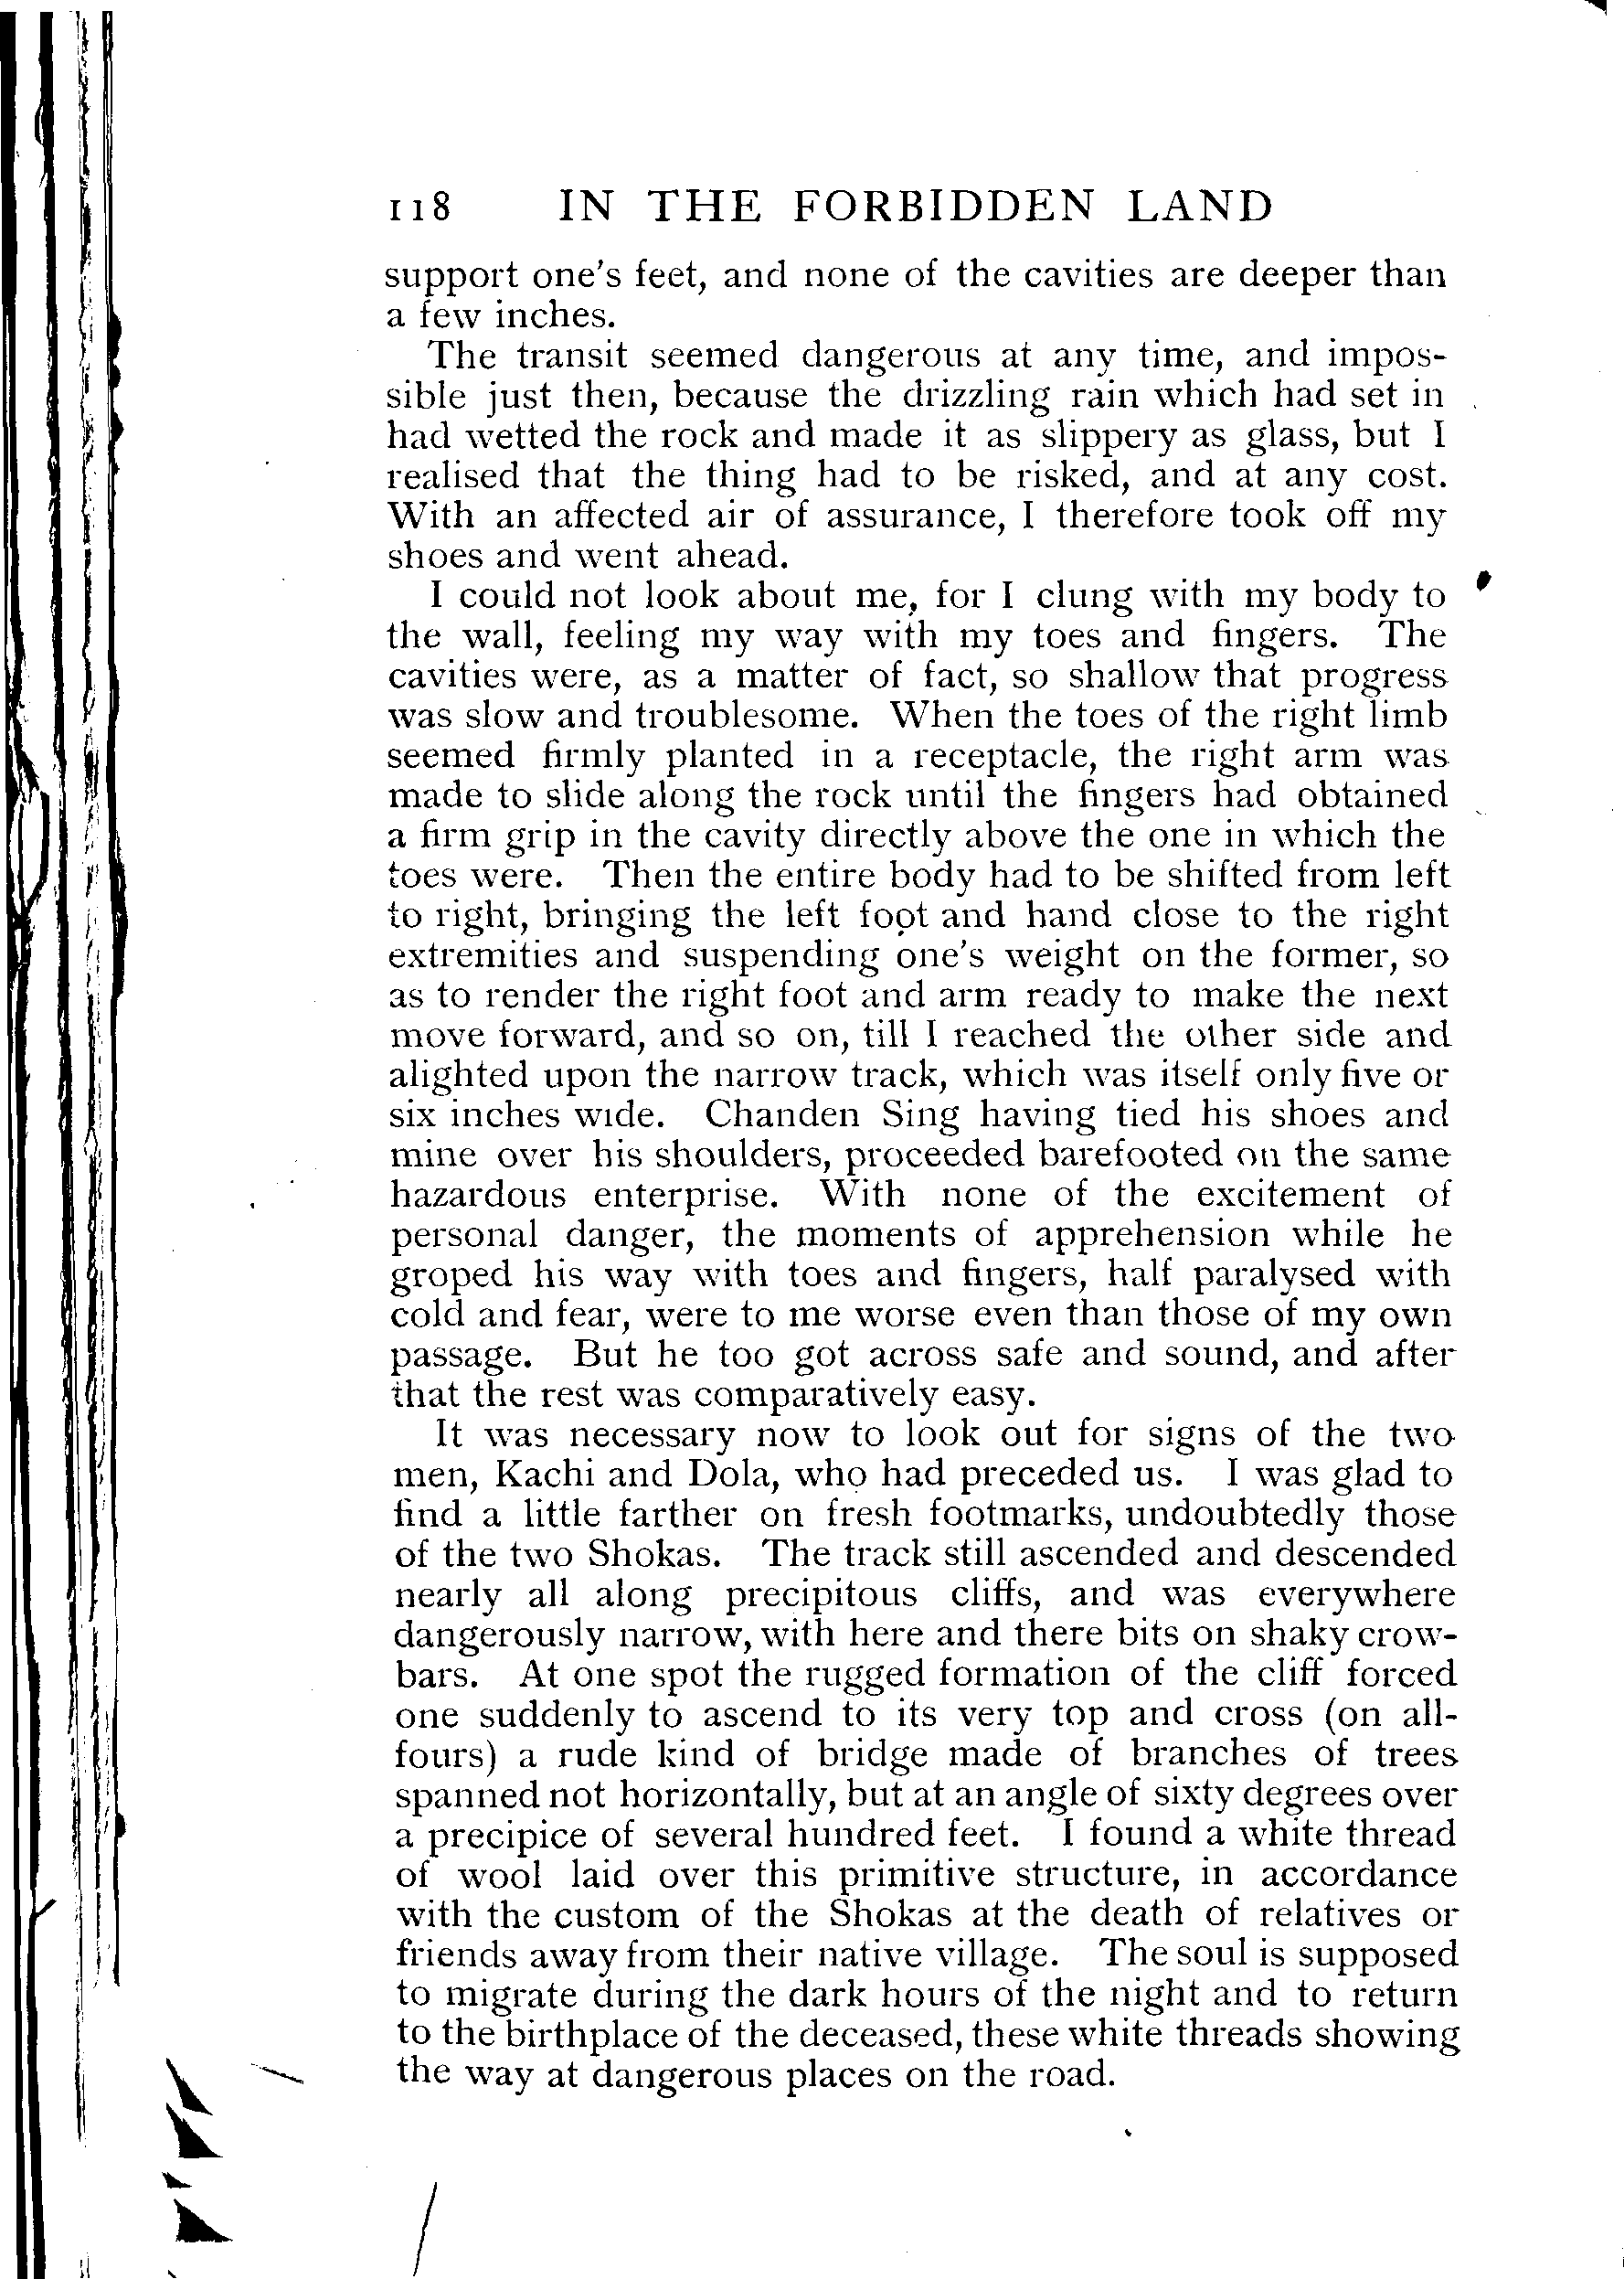 118 IN THE FORBIDDEN LAND
support one's feet, and none of the cavities are deeper than
a few inches.
The transit seemed dangerous at any time, and impos-
sible just then, because the drizzling rain which had set in
had wetted the rock and made it as slippery as glass, but I
realised that the thing had to be risked, and at any cost.
With an affected air of assurance, I therefore took off my
shoes and went ahead.
I could not look about me, for I clung with my body to
the wall, feeling my way with my toes and fingers. The
cavities were, as a matter of fact, so shallow that progress
was slow and troublesome. When the toes of the right limb
seemed firmly planted in a receptacle, the right arm was
made to slide along the rock until the fingers had obtained
a firm grip in the cavity directly above the one in which the
toes were. Then the entire body had to be shifted from left
to right, bringing the left foot and hand close to the right
extremities and suspending one's weight on the former, so
as to render the right foot and arm ready to make the next
move forward, and so on, till I reached the other side and
alighted upon the narrow track, which was itself only five or
six inches wide. Chanden Sing having tied his shoes and
mine over his shoulders, proceeded barefooted on the same
hazardous enterprise. With none of the excitement of
personal danger, the moments of apprehension while he
groped his way with toes and fingers, half paralysed with
cold and fear, were to me worse even than those of my own
passage. But he too got across safe and sound, and after
that the rest was comparatively easy.
It was necessary now to look out for signs of the two
men, Kachi and Dola, who had preceded us. I was glad to
find a little farther on fresh footmarks, undoubtedly those
of the two Shokas. The track still ascended and descended
nearly all along precipitous cliffs, and was everywhere
dangerously narrow, with here and there bits on shaky crow-
bars. At one spot the rugged formation of the cliff forced
one suddenly to ascend to its very top and cross (on all-
fours) a rude kind of bridge made of branches of trees
spanned not horizontally, but at an angle of sixty degrees over
a precipice of several hundred feet. I found a white thread
of wool laid over this primitive structure, in accordance
with the custom of the Shokas at the death of relatives or
friends away from their native village. The soul is supposed
to migrate during the dark hours of the night and to return
to the birthplace of the deceased, these white threads showing
the way at dangerous places on the road.